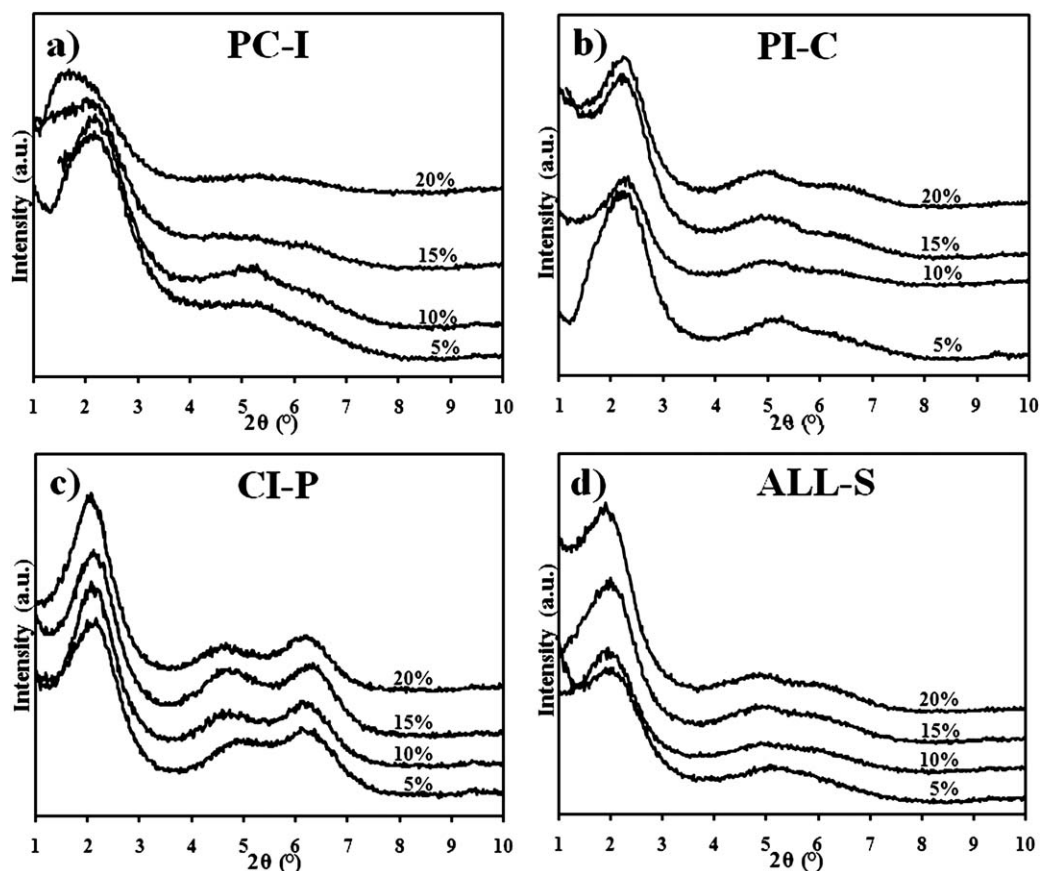 a) PC-I
Intensity (a.u.)
20%
15%
10%
5%
1 2 3 4 5 6 7 8 9 10
2θ (°)
b) PI-C
Intensity (a.u.)
20%
15%
10%
5%
1 2 3 4 5 6 7 8 9 10
2θ (°)
c) CI-P
Intensity (a.u.)
20%
15%
10%
5%
1 2 3 4 5 6 7 8 9 10
2θ (°)
d) ALL-S
Intensity (a.u.)
20%
15%
10%
5%
1 2 3 4 5 6 7 8 9 10
2θ (°)